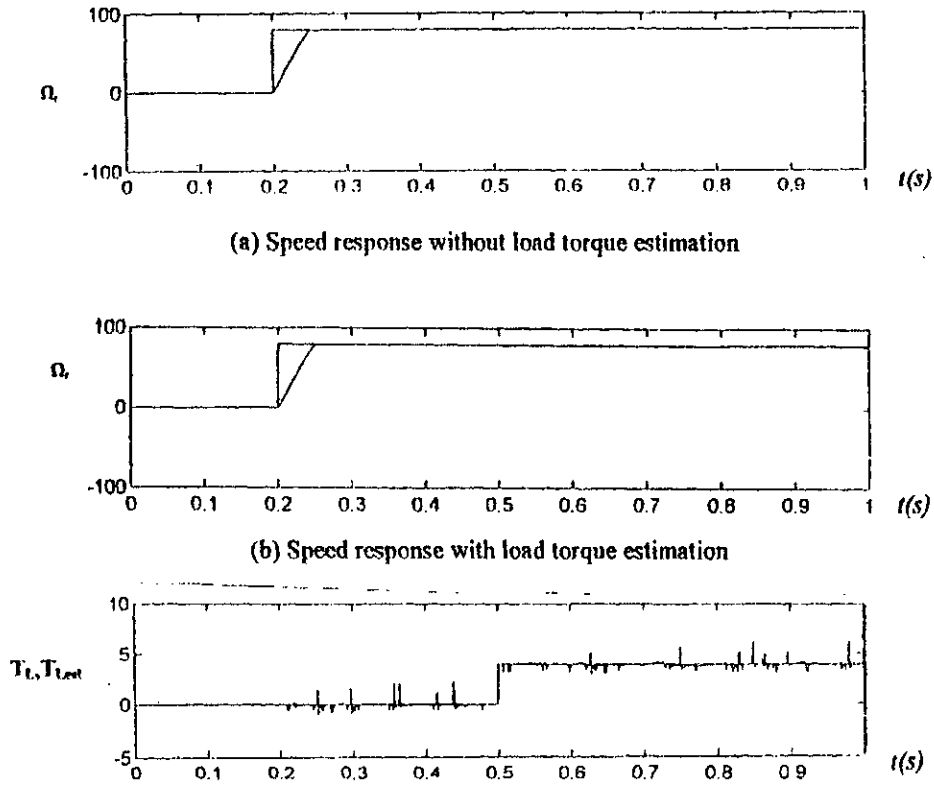 100
Ωr
0
-100
0 0.1 0.2 0.3 0.4 0.5 0.6 0.7 0.8 0.9 1 t(s)
(a) Speed response without load torque estimation
100
Ωr
0
-100
0 0.1 0.2 0.3 0.4 0.5 0.6 0.7 0.8 0.9 1 t(s)
(b) Speed response with load torque estimation
10
5
TL,TLest
0
-5
0 0.1 0.2 0.3 0.4 0.5 0.6 0.7 0.8 0.9 t(s)